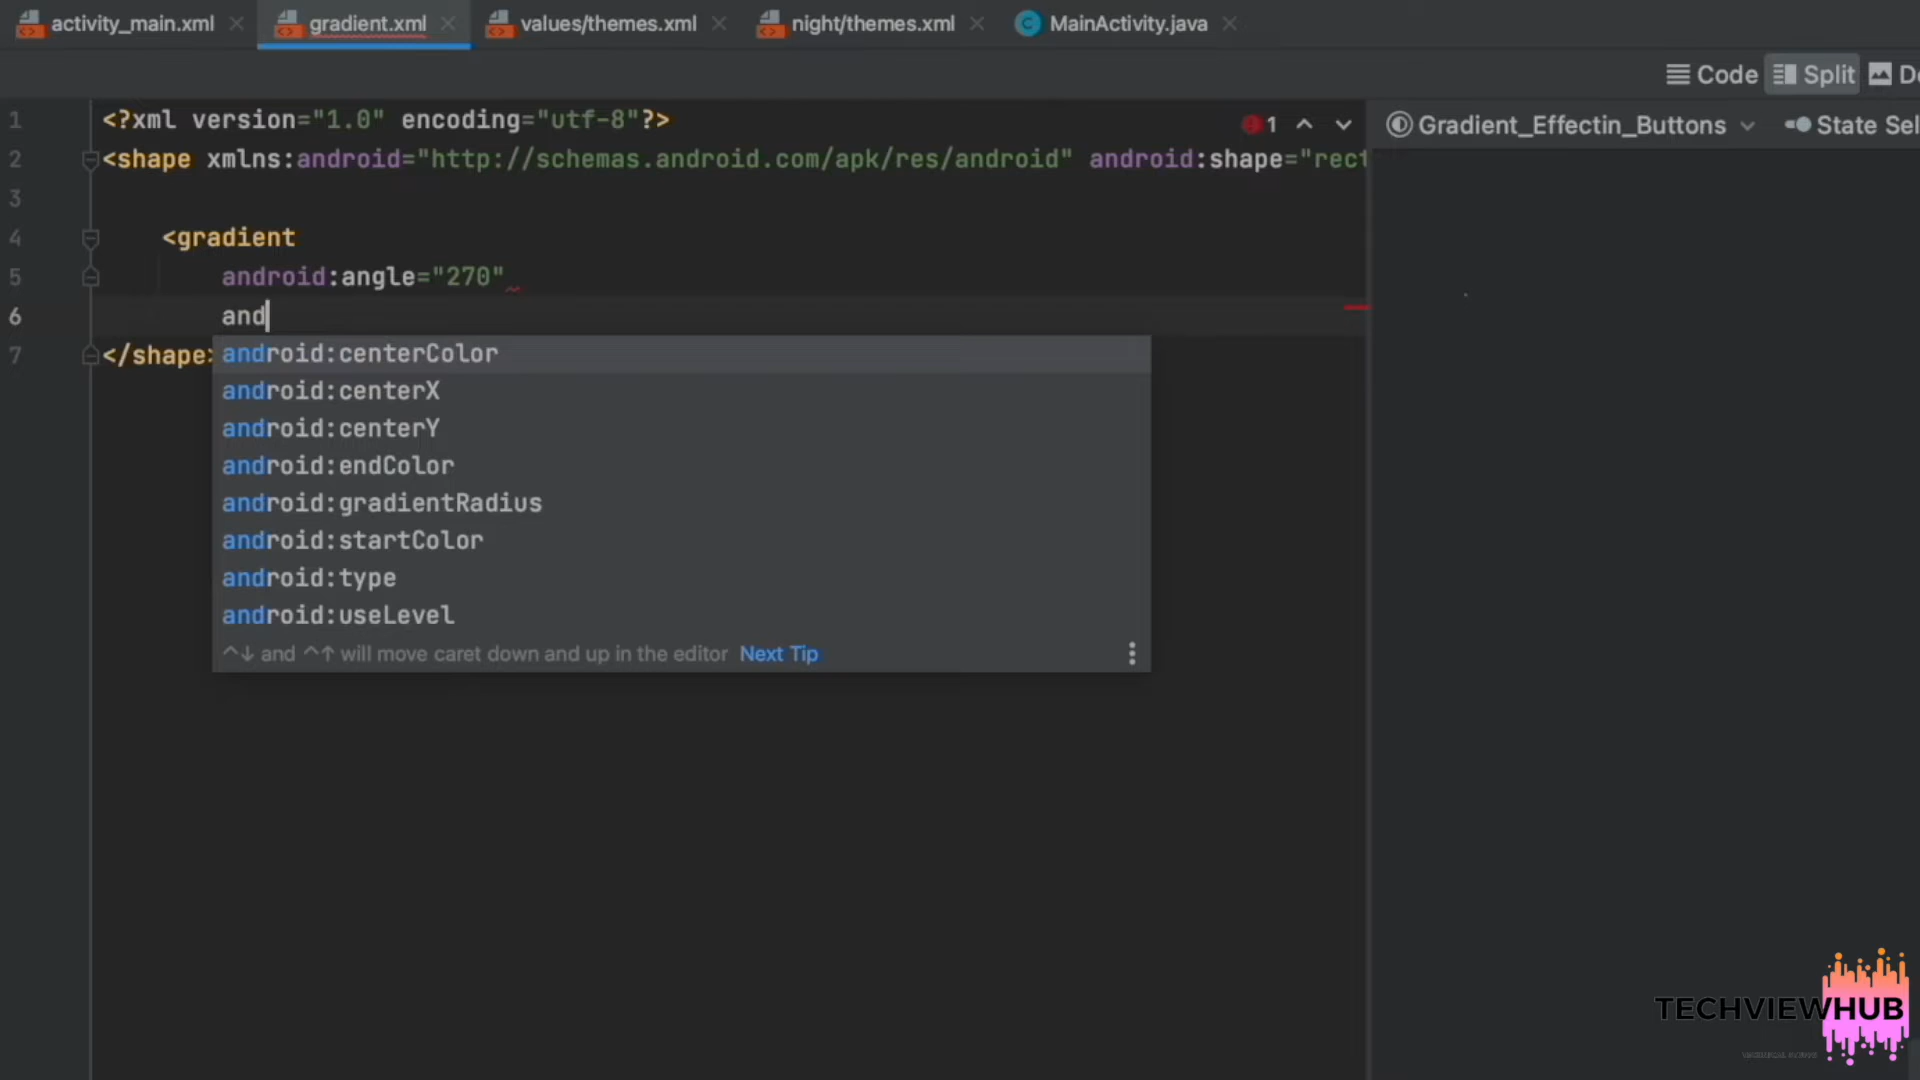 activity_main.xml gradient.xml values/themes.xml night/themes.xml MainActivity.java
Code Split
1 <?xml version="1.0" encoding="utf-8"?> 1 Gradient_Effectin_Buttons State Sel
2 <shape xmlns:android="http://schemas.android.com/apk/res/android" android:shape="rect
3
4 <gradient
5 android:angle="270"
6 and
7 </shape>
android:centerColor
android:centerX
android:centerY
android:endColor
android:gradientRadius
android:startColor
android:type
android:useLevel
^↓ and ^↑ will move caret down and up in the editor Next Tip
TECHVIEWHUB